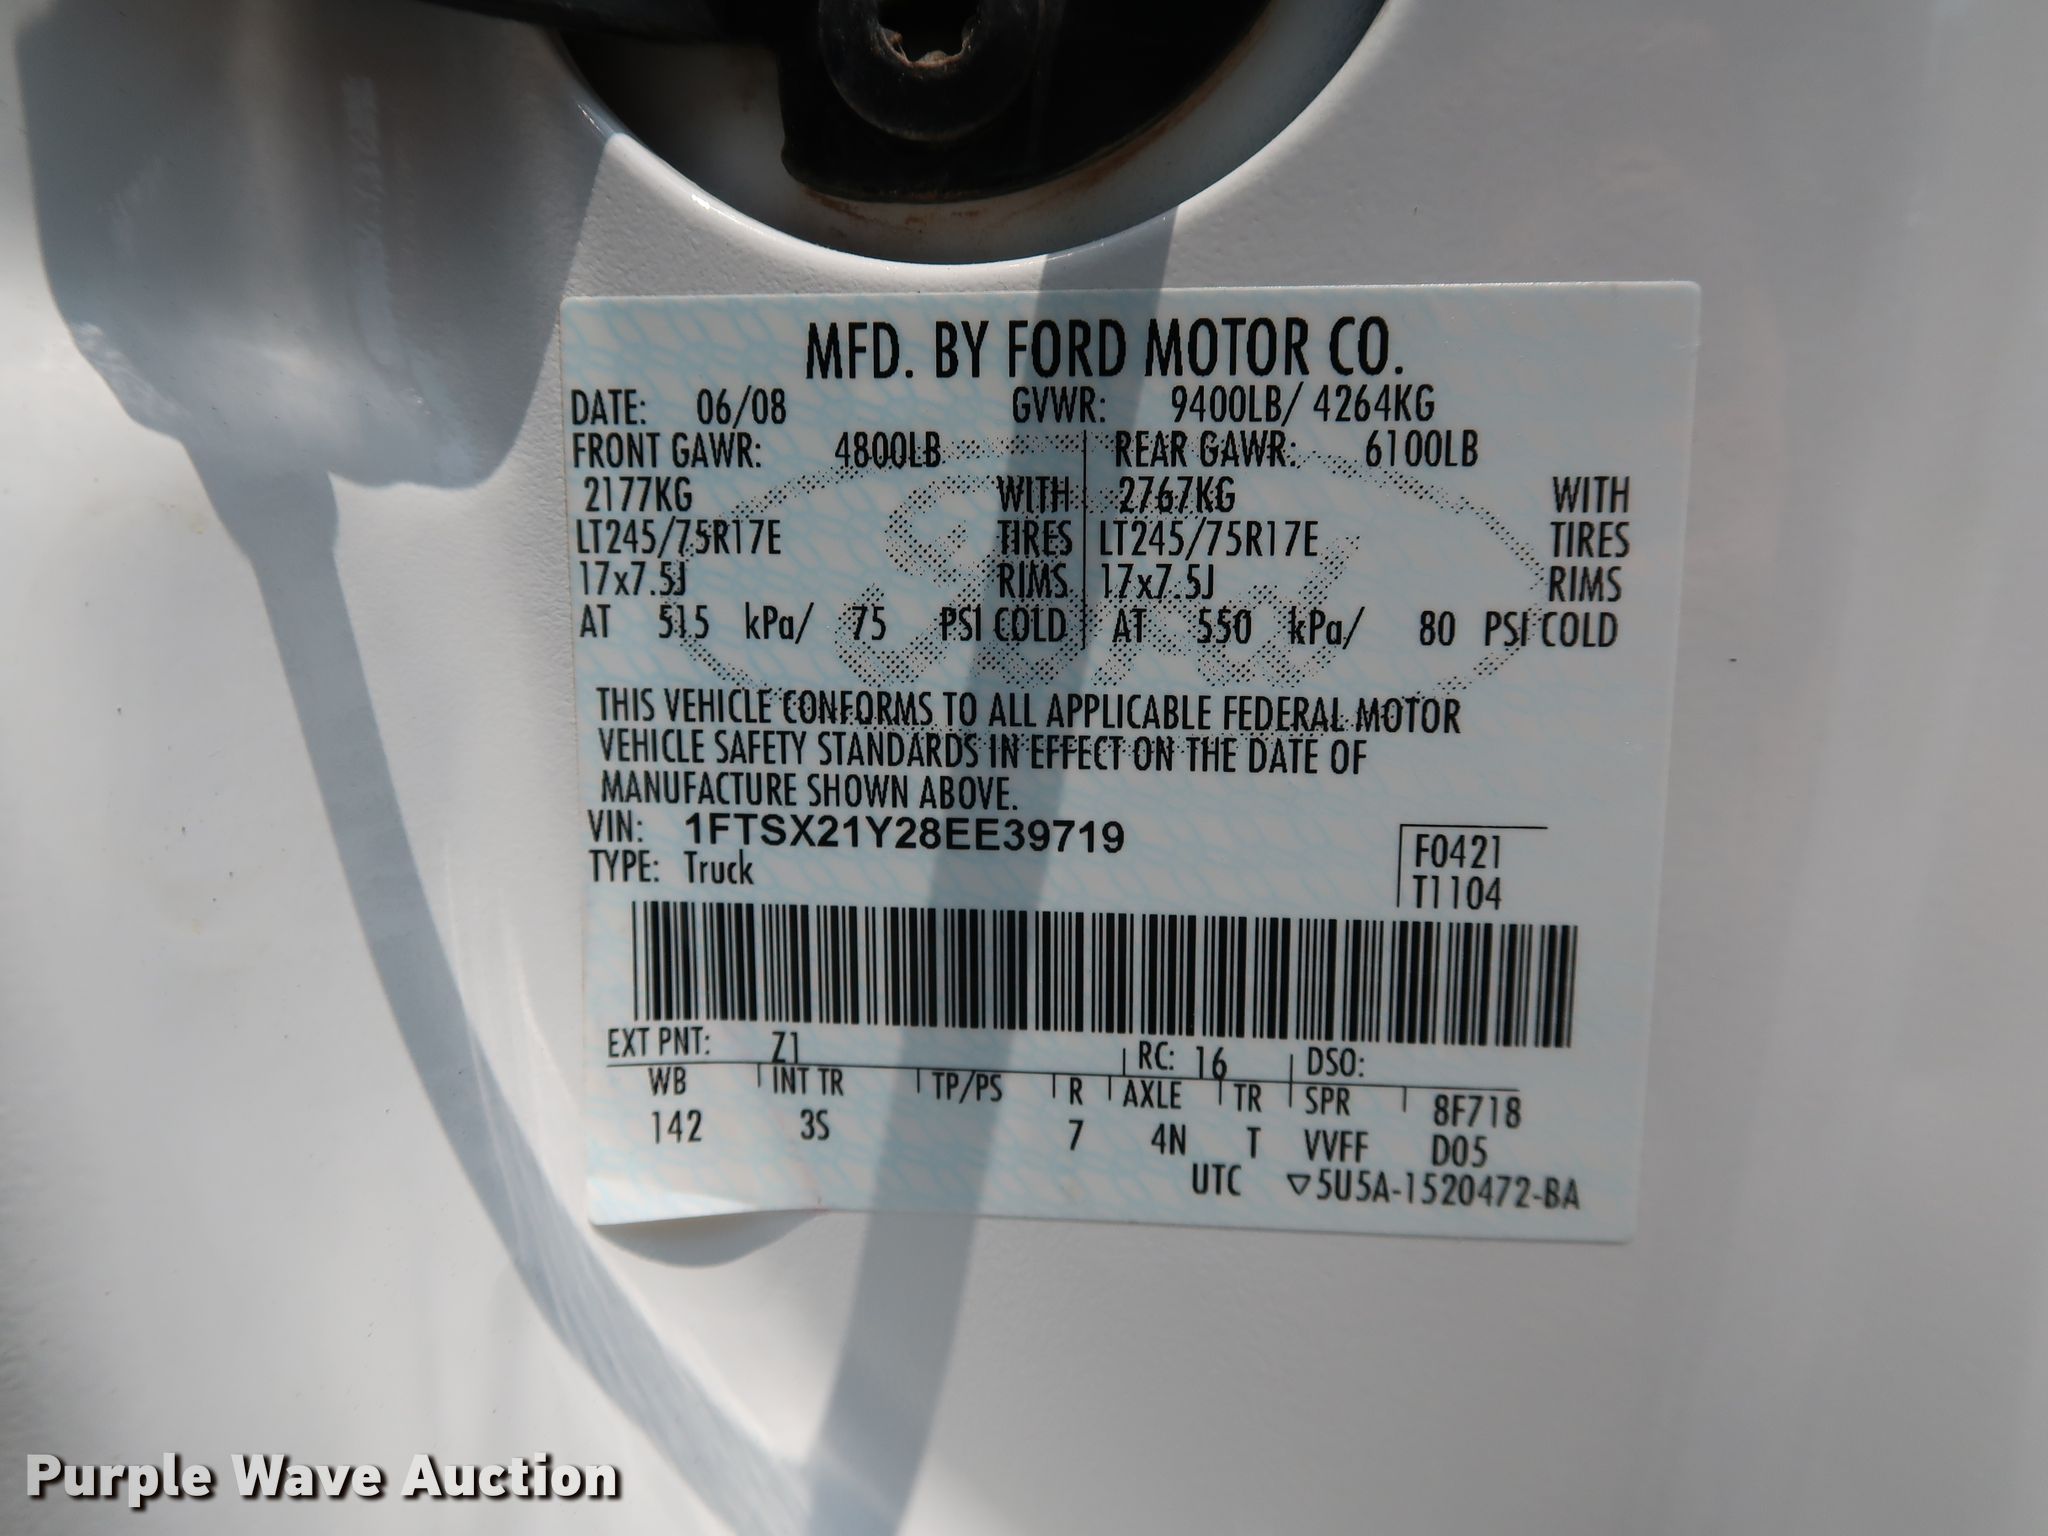 MFD. BY FORD MOTOR CO.
DATE: 06/08 GVWR: 9400LB/ 4264KG
FRONT GAWR: 4800LB REAR GAWR: 6100LB
2177KG WITH 2767KG WITH
LT245/75R17E TIRES LT245/75R17E TIRES
17x7.5J RIMS 17x7.5J RIMS
AT 515 kPa/ 75 PSI COLD AT 550 kPa/ 80 PSI COLD
Ford
THIS VEHICLE CONFORMS TO ALL APPLICABLE FEDERAL MOTOR
VEHICLE SAFETY STANDARDS IN EFFECT ON THE DATE OF
MANUFACTURE SHOWN ABOVE.
VIN: 1FTSX21Y28EE39719 F0421
TYPE: Truck T1104
EXT PNT: Z1 RC: 16 DSO:
WB INT TR TP/PS R AXLE TR SPR 8F718
142 3S 7 4N T VVFF D05
UTC ▽5U5A-1520472-BA
Purple Wave Auction